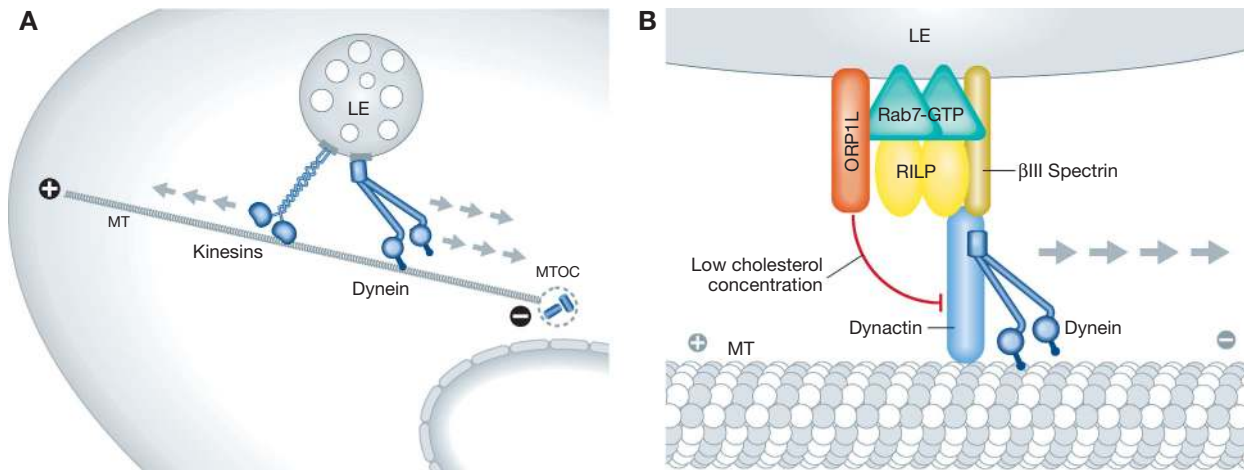 A
LE
+
MT
Kinesins
Dynein
MTOC
−
B
LE
ORP1L
Rab7-GTP
RILP
βIII Spectrin
Low cholesterol
concentration
Dynactin
Dynein
+
MT
−